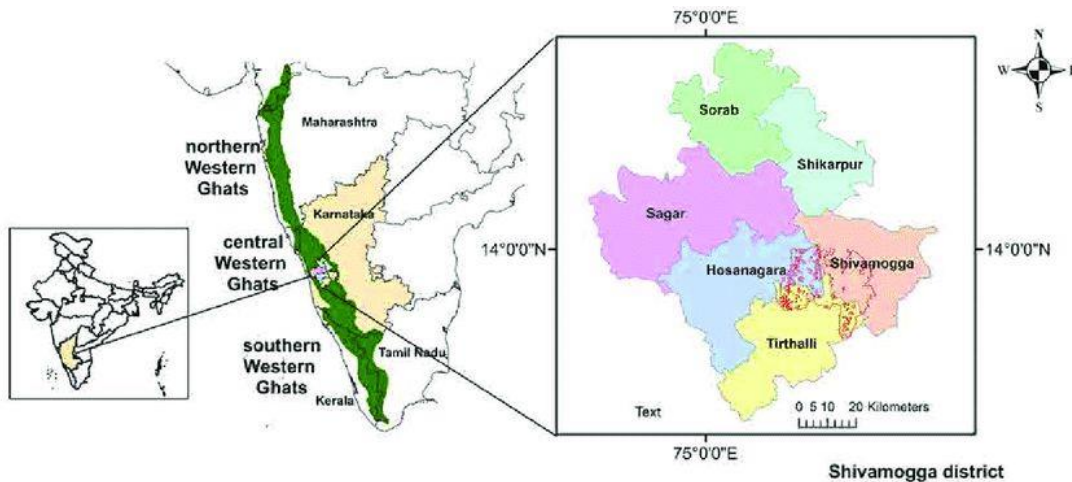 75°0'0"E
N
W
E
S
Maharashtra
Sorab
northern
Western
Ghats
Shikarpur
Karnataka
Sagar
central
Western
Ghats
14°0'0"N
14°0'0"N
Hosanagara
Shivamogga
southern
Western
Ghats
Tamil Nadu
Tirthalli
Kerala
Text
0 5 10 20 Kilometers
75°0'0"E
Shivamogga district